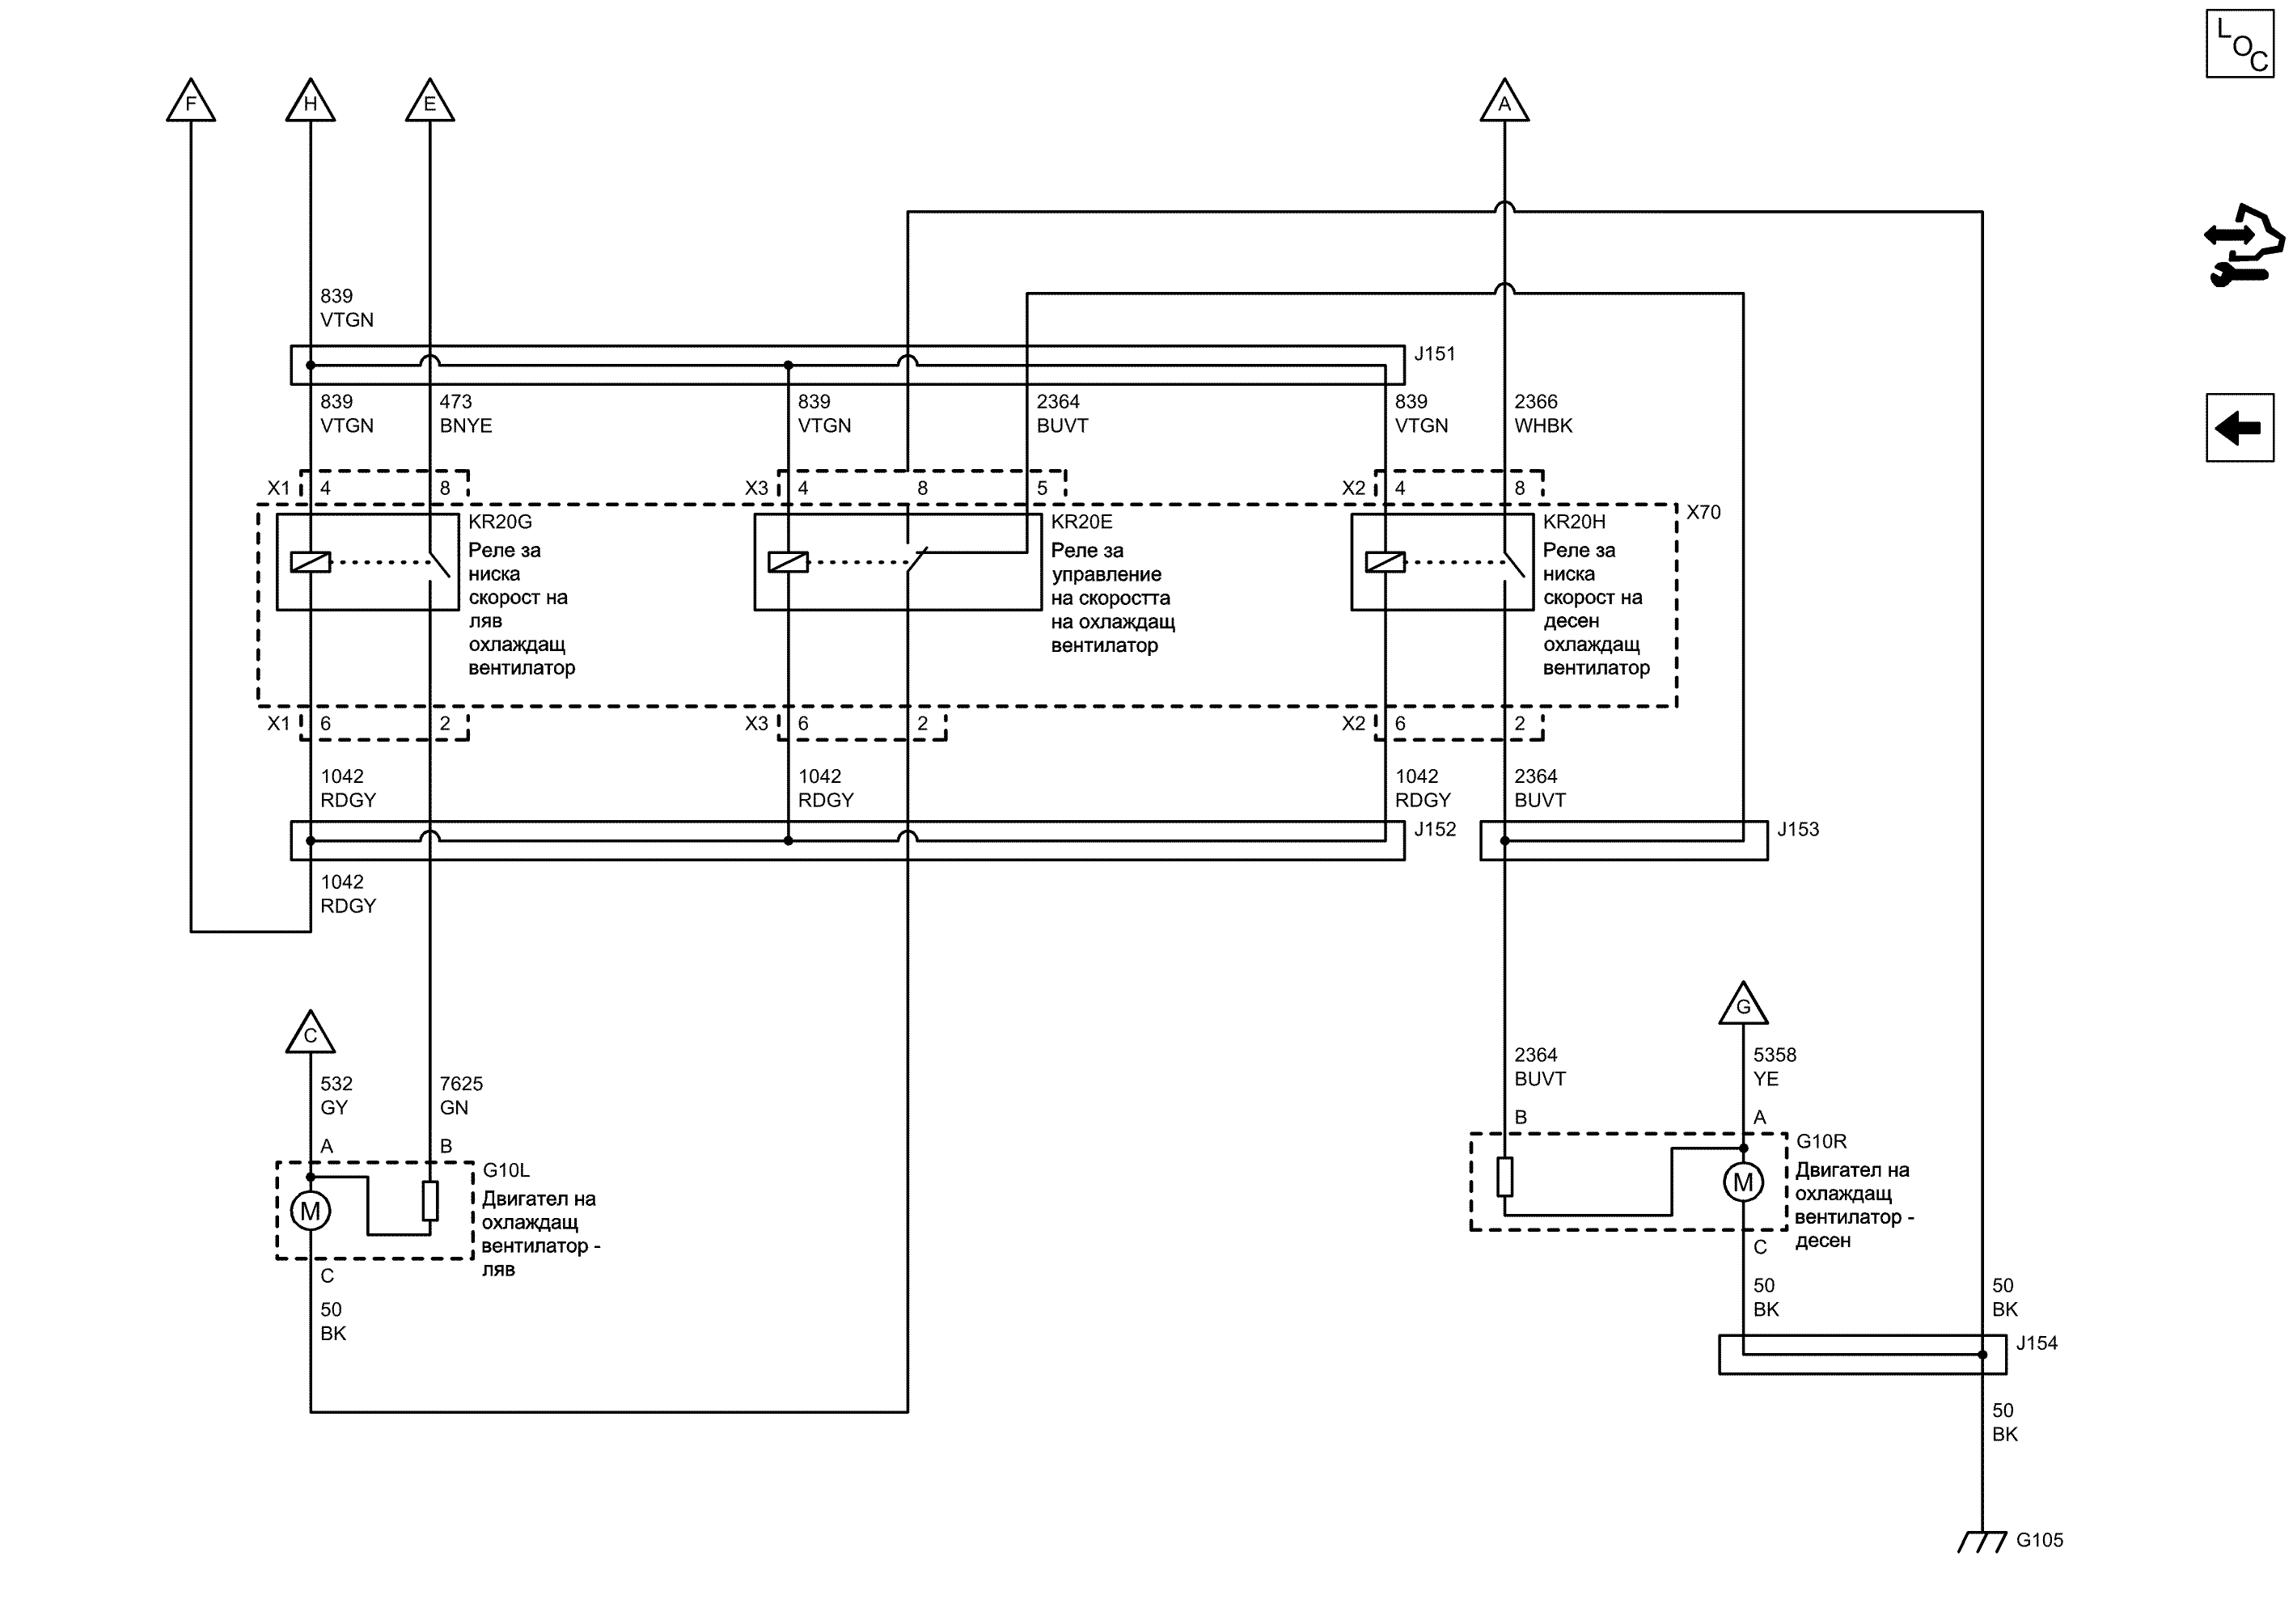 L
O
C
F
H
E
A
839
VTGN
J151
839
VTGN
473
BNYE
839
VTGN
2364
BUVT
839
VTGN
2366
WHBK
X1
4
8
X3
4
8
5
X2
4
8
X70
KR20G
Реле за
ниска
скорост на
ляв
охлаждащ
вентилатор
KR20E
Реле за
управление
на скоростта
на охлаждащ
вентилатор
KR20H
Реле за
ниска
скорост на
десен
охлаждащ
вентилатор
X1
6
2
X3
6
2
X2
6
2
1042
RDGY
1042
RDGY
1042
RDGY
2364
BUVT
J152
J153
1042
RDGY
C
G
532
GY
7625
GN
2364
BUVT
5358
YE
A
B
B
A
M
G10L
Двигател на
охлаждащ
вентилатор -
ляв
M
G10R
Двигател на
охлаждащ
вентилатор -
десен
C
50
BK
C
50
BK
50
BK
J154
50
BK
G105